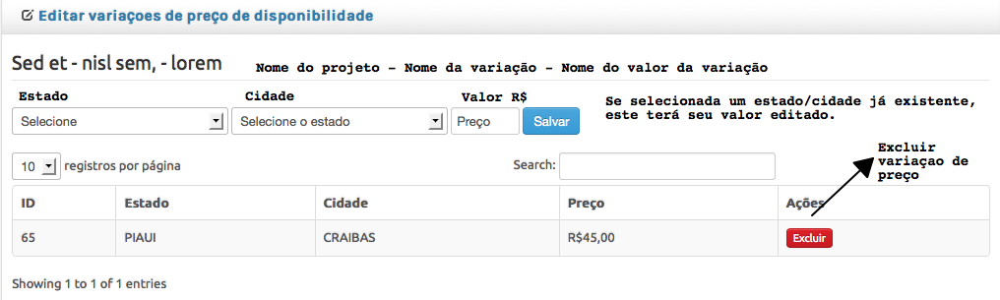 Editar variaçoes de preço de disponibilidade
Sed et - nisl sem, - lorem
Nome do projeto - Nome da variação - Nome do valor da variação
Estado
Cidade
Valor R$
Selecione
Selecione o estado
Preço
Salvar
Se selecionada um estado/cidade já existente,
este terá seu valor editado.
10 registros por página
Search:
Excluir
variaçao de
preço
ID Estado Cidade Preço Ações
65 PIAUI CRAIBAS R$45,00 Excluir
Showing 1 to 1 of 1 entries